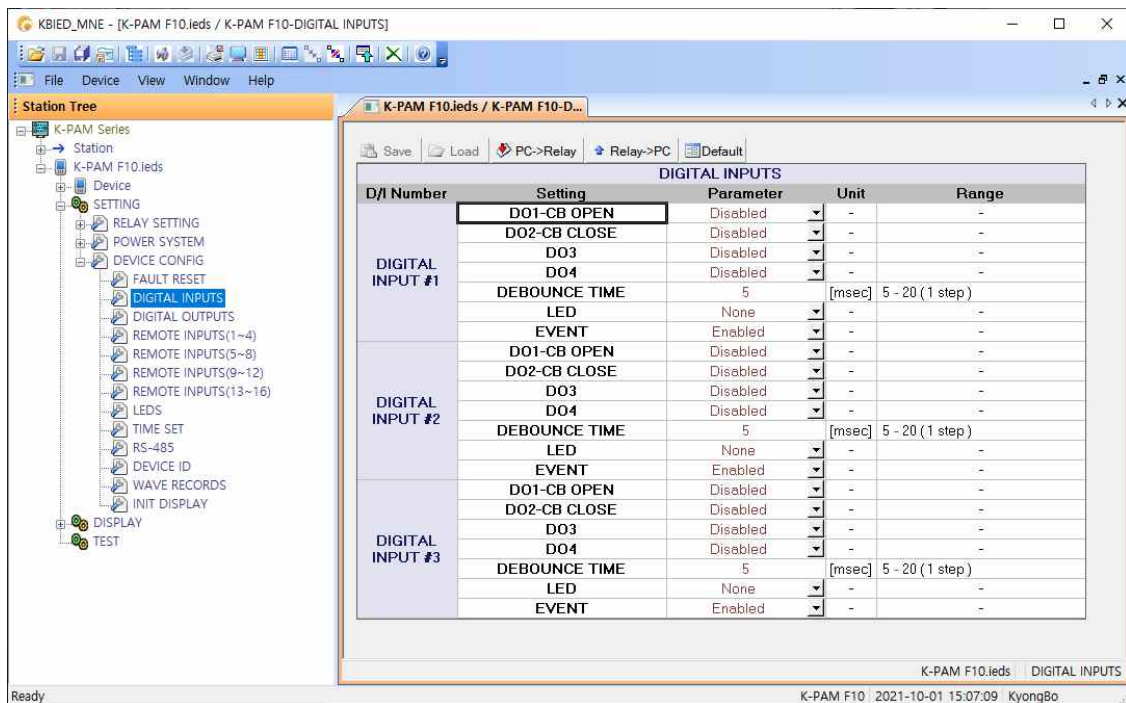 KBIED_MNE - [K-PAM F10.ieds / K-PAM F10-DIGITAL INPUTS]
File Device View Window Help
Station Tree
K-PAM Series
Station
K-PAM F10.ieds
Device
SETTING
RELAY SETTING
POWER SYSTEM
DEVICE CONFIG
FAULT RESET
DIGITAL INPUTS
DIGITAL OUTPUTS
REMOTE INPUTS(1~4)
REMOTE INPUTS(5~8)
REMOTE INPUTS(9~12)
REMOTE INPUTS(13~16)
LEDS
TIME SET
RS-485
DEVICE ID
WAVE RECORDS
INIT DISPLAY
DISPLAY
TEST
K-PAM F10.ieds / K-PAM F10-D...
Save Load PC->Relay Relay->PC Default
DIGITAL INPUTS
D/I Number Setting Parameter Unit Range
DIGITAL INPUT #1
DO1-CB OPEN Disabled - -
DO2-CB CLOSE Disabled - -
DO3 Disabled - -
DO4 Disabled - -
DEBOUNCE TIME 5 [msec] 5 - 20 ( 1 step )
LED None - -
EVENT Enabled - -
DIGITAL INPUT #2
DO1-CB OPEN Disabled - -
DO2-CB CLOSE Disabled - -
DO3 Disabled - -
DO4 Disabled - -
DEBOUNCE TIME 5 [msec] 5 - 20 ( 1 step )
LED None - -
EVENT Enabled - -
DIGITAL INPUT #3
DO1-CB OPEN Disabled - -
DO2-CB CLOSE Disabled - -
DO3 Disabled - -
DO4 Disabled - -
DEBOUNCE TIME 5 [msec] 5 - 20 ( 1 step )
LED None - -
EVENT Enabled - -
K-PAM F10.ieds DIGITAL INPUTS
Ready K-PAM F10 2021-10-01 15:07:09 KyongBo